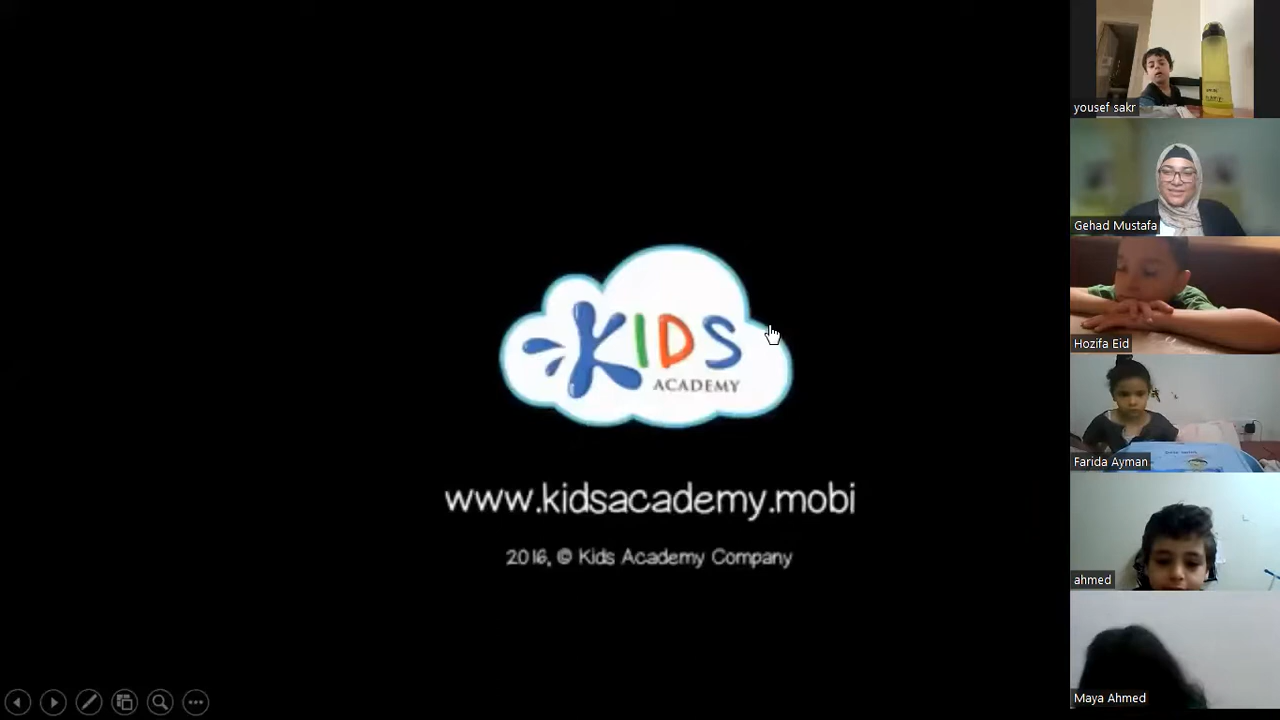 KIDS
ACADEMY
www.kidsacademy.mobi
2016, © Kids Academy Company
yousef sakr
Gehad Mustafa
Hozifa Eid
Farida Ayman
ahmed
Maya Ahmed